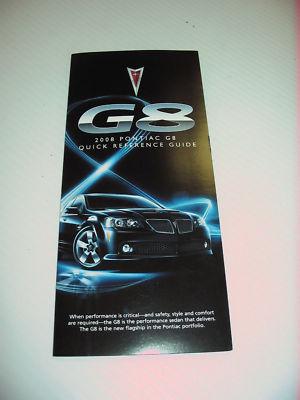 G8
2008 PONTIAC G8
QUICK REFERENCE GUIDE
When performance is critical—and safety, style and comfort
are required—the G8 is the performance sedan that delivers.
The G8 is the new flagship in the Pontiac portfolio.